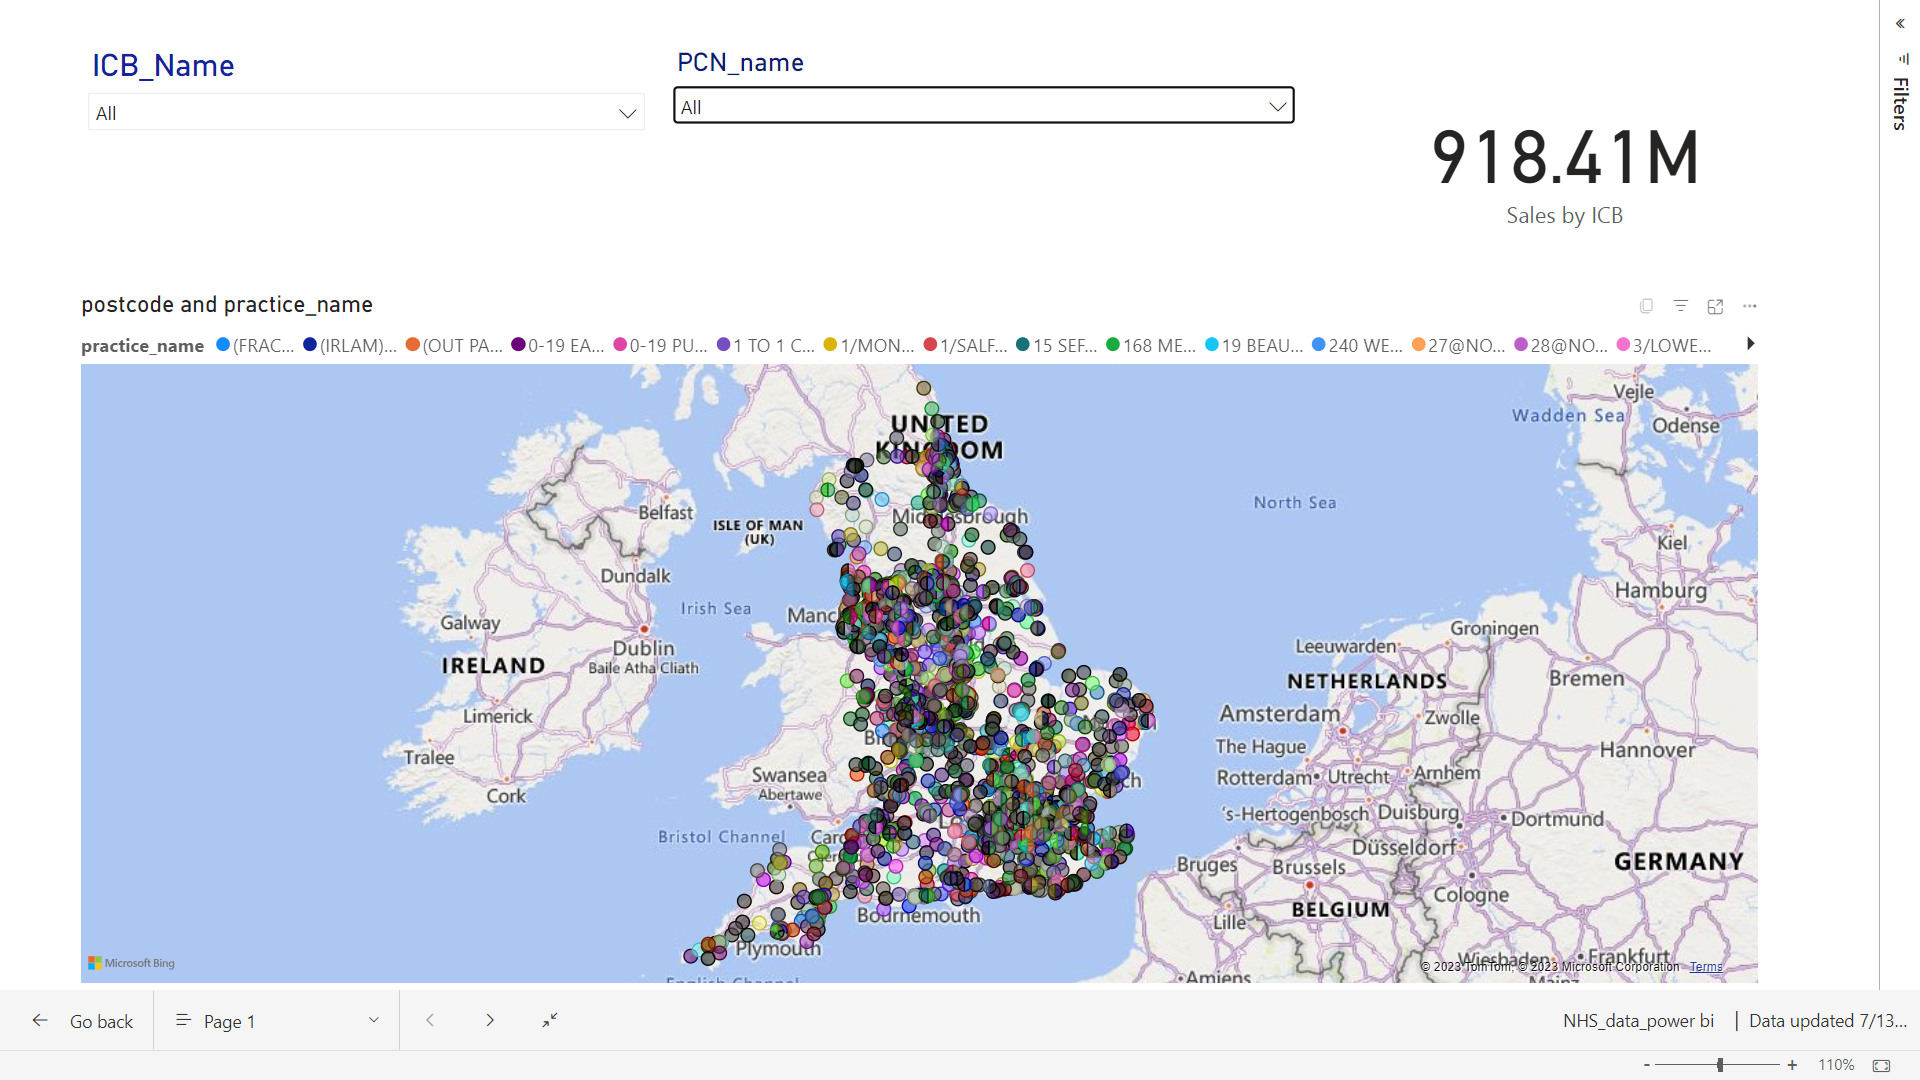 ICB_Name
All
PCN_name
All
918.41M
Sales by ICB
«
Filters
postcode and practice_name
practice_name (FRAC... (IRLAM)... (OUT PA... 0-19 EA... 0-19 PU... 1 TO 1 C... 1/MON... 1/SALF... 15 SEF... 168 ME... 19 BEAU... 240 WE... 27@NO... 28@NO... 3/LOWE...
UNITED
KINGDOM
Vejle
Wadden Sea
Odense
North Sea
Belfast
ISLE OF MAN
(UK)
Middlesbrough
Kiel
Dundalk
Hamburg
Irish Sea
Manc
Galway
Groningen
Dublin
Baile Atha Cliath
Leeuwarden
IRELAND
NETHERLANDS
Bremen
Limerick
Amsterdam
Zwolle
The Hague
Hannover
Tralee
Swansea
Abertawe
Rotterdam
Utrecht
Arnhem
Cork
's-Hertogenbosch
Duisburg
Dortmund
Bristol Channel
Düsseldorf
Bruges
Brussels
GERMANY
Cologne
BELGIUM
Bournemouth
Lille
Plymouth
Wiesbaden
Frankfurt
Microsoft Bing
© 2023 TomTom, © 2023 Microsoft Corporation Terms
Amiens
English Channel
Mainz
Go back
Page 1
NHS_data_power bi | Data updated 7/13...
- + 110%